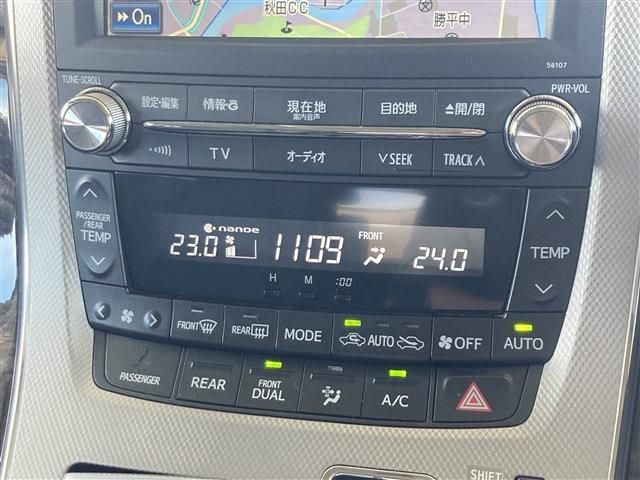 On
秋田CC
勝平中
56107
TUNE・SCROLL
PWR・VOL
設定・編集
情報・G
現在地
案内音声
目的地
開/閉
TV
オーディオ
SEEK
TRACK
PASSENGER
/REAR
TEMP
nanoe
23.0
1109
FRONT
24.0
H
M
:00
TEMP
FRONT
REAR
MODE
AUTO
OFF
AUTO
PASSENGER
REAR
FRONT
DUAL
A/C
SHIFT